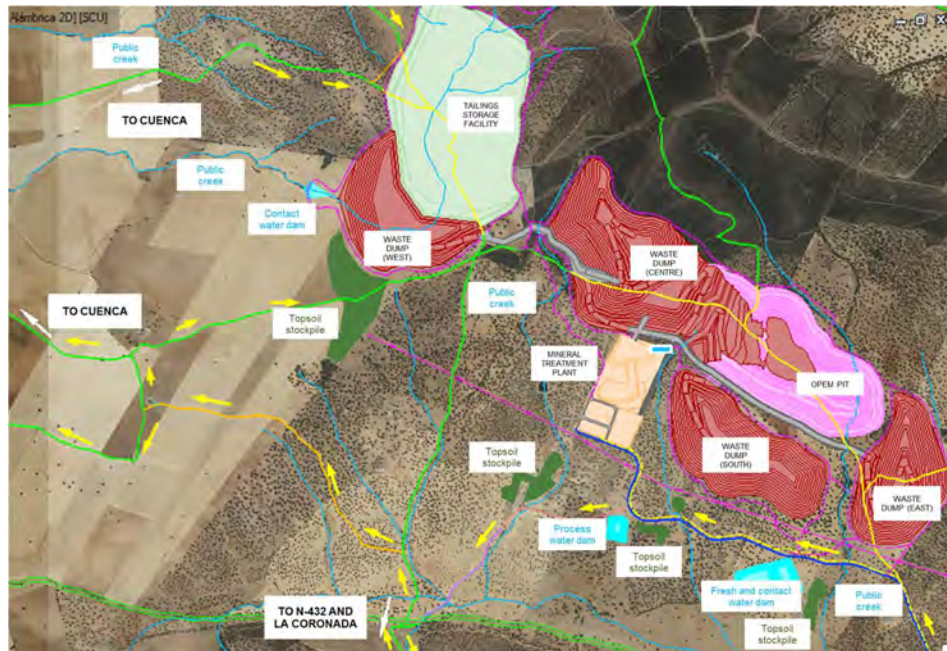 Alámbrica 2D] [SCU]
Public
creek
TO CUENCA
TAILINGS
STORAGE
FACILITY
Public
creek
Contact
water dam
WASTE
DUMP
(WEST)
WASTE
DUMP
(CENTRE)
Public
creek
TO CUENCA
Topsoil
stockpile
MINERAL
TREATMENT
PLANT
OPEM PIT
Topsoil
stockpile
WASTE
DUMP
(SOUTH)
WASTE
DUMP (EAST)
Process
water dam
Topsoil
stockpile
Fresh and contact
water dam
Public
creek
TO N-432 AND
LA CORONADA
Topsoil
stockpile